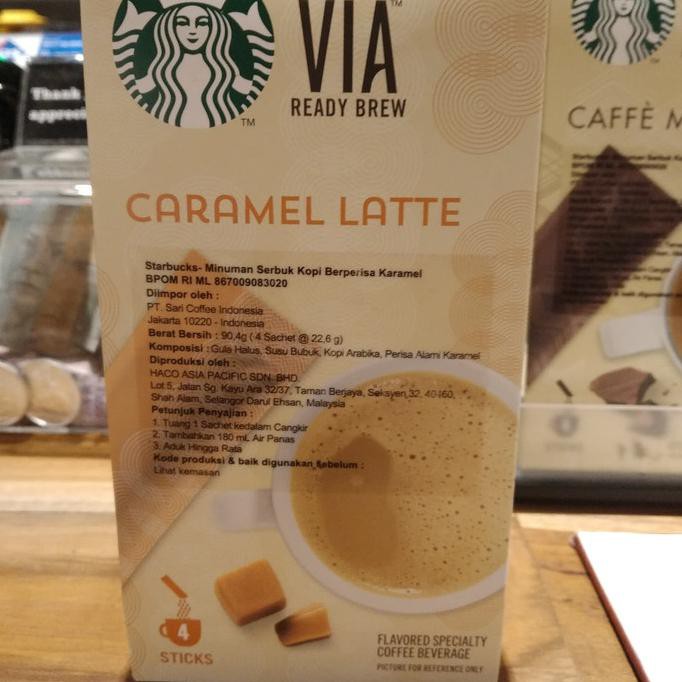 VIA™
READY BREW
TM
Thank
appreci
CAFFÈ M
CARAMEL LATTE
Starbucks- Minuman Serbuk Kopi Berperisa Karamel
BPOM RI ML 867009083020
Diimpor oleh :
PT. Sari Coffee Indonesia
Jakarta 10220 - Indonesia
Berat Bersih : 90,4g ( 4 Sachet @ 22,6 g)
Komposisi : Gula Halus, Susu Bubuk, Kopi Arabika, Perisa Alami Karamel
Diproduksi oleh :
HACO ASIA PACIFIC SDN. BHD.
Lot 5, Jalan Sg. Kayu Ara 32/37, Taman Berjaya, Seksyen 32, 40460,
Shah Alam, Selangor Darul Ehsan, Malaysia
Petunjuk Penyajian :
1. Tuang 1 Sachet kedalam Cangkir
2. Tambahkan 180 mL Air Panas
3. Aduk Hingga Rata
Kode produksi & baik digunakan sebelum :
Lihat kemasan
4
STICKS
FLAVORED SPECIALTY
COFFEE BEVERAGE
PICTURE FOR REFERENCE ONLY